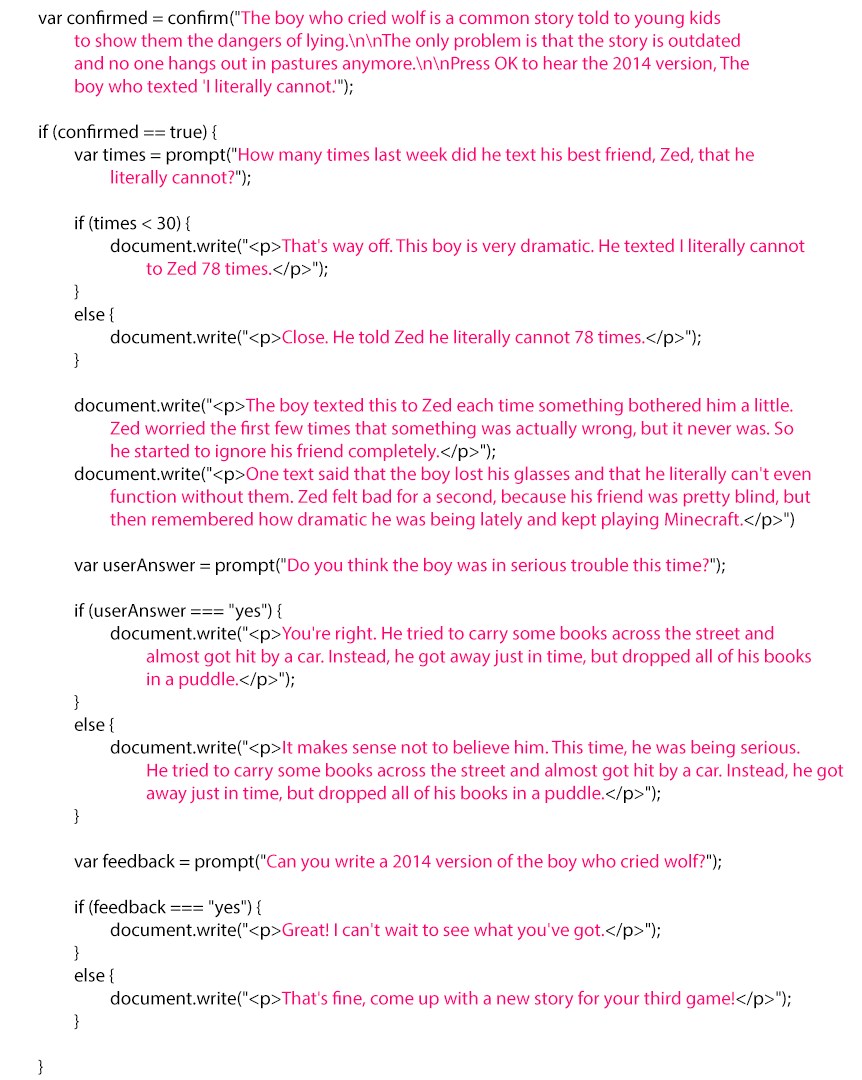 var confirmed = confirm("The boy who cried wolf is a common story told to young kids
to show them the dangers of lying.\n\nThe only problem is that the story is outdated
and no one hangs out in pastures anymore.\n\nPress OK to hear the 2014 version, The
boy who texted 'I literally cannot.'");
if (confirmed == true) {
var times = prompt("How many times last week did he text his best friend, Zed, that he
literally cannot?");
if (times < 30) {
document.write("<p>That's way off. This boy is very dramatic. He texted I literally cannot
to Zed 78 times.</p>");
}
else {
document.write("<p>Close. He told Zed he literally cannot 78 times.</p>");
}
document.write("<p>The boy texted this to Zed each time something bothered him a little.
Zed worried the first few times that something was actually wrong, but it never was. So
he started to ignore his friend completely.</p>");
document.write("<p>One text said that the boy lost his glasses and that he literally can't even
function without them. Zed felt bad for a second, because his friend was pretty blind, but
then remembered how dramatic he was being lately and kept playing Minecraft.</p>")
var userAnswer = prompt("Do you think the boy was in serious trouble this time?");
if (userAnswer === "yes") {
document.write("<p>You're right. He tried to carry some books across the street and
almost got hit by a car. Instead, he got away just in time, but dropped all of his books
in a puddle.</p>");
}
else {
document.write("<p>It makes sense not to believe him. This time, he was being serious.
He tried to carry some books across the street and almost got hit by a car. Instead, he got
away just in time, but dropped all of his books in a puddle.</p>");
}
var feedback = prompt("Can you write a 2014 version of the boy who cried wolf?");
if (feedback === "yes") {
document.write("<p>Great! I can't wait to see what you've got.</p>");
}
else {
document.write("<p>That's fine, come up with a new story for your third game!</p>");
}
}